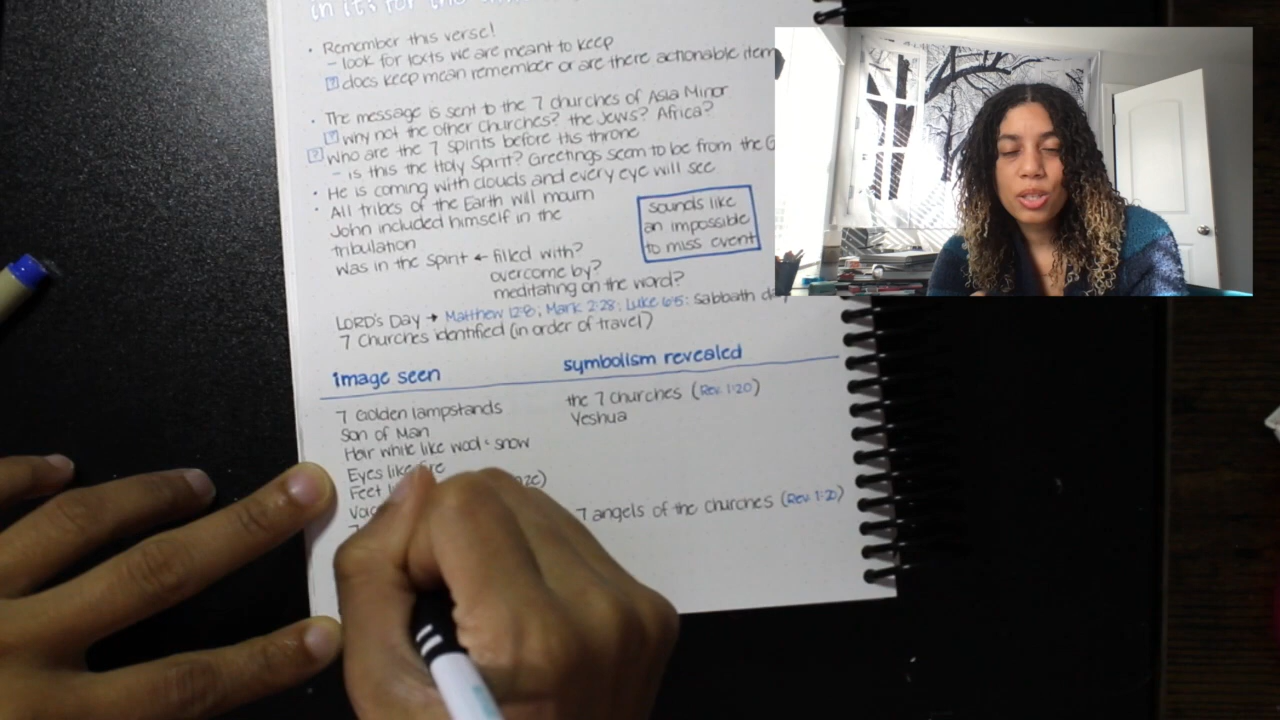 in it: for the
• Remember this verse!
– look for texts we are meant to keep
? does keep mean remember or are there actionable item
• The message is sent to the 7 churches of Asia Minor
? why not the other churches? the Jews? Africa?
? who are the 7 spirits before His throne
– is this the Holy Spirit? Greetings seem to be from the G
• He is coming with clouds and every eye will see
• All tribes of the Earth will mourn
John included himself in the
tribulation
Was in the Spirit ← filled with?
overcome by?
meditating on the word?
sounds like
an impossible
to miss event
LORD's Day → Matthew 12:8; Mark 2:28; Luke 6:5: Sabbath day
7 Churches identified (in order of travel)
image seen symbolism revealed
7 Golden lampstands the 7 churches (Rev. 1:20)
Son of Man Yeshua
Hair white like wool & snow
Eyes like fire
Feet
7 angels of the churches (Rev. 1:20)